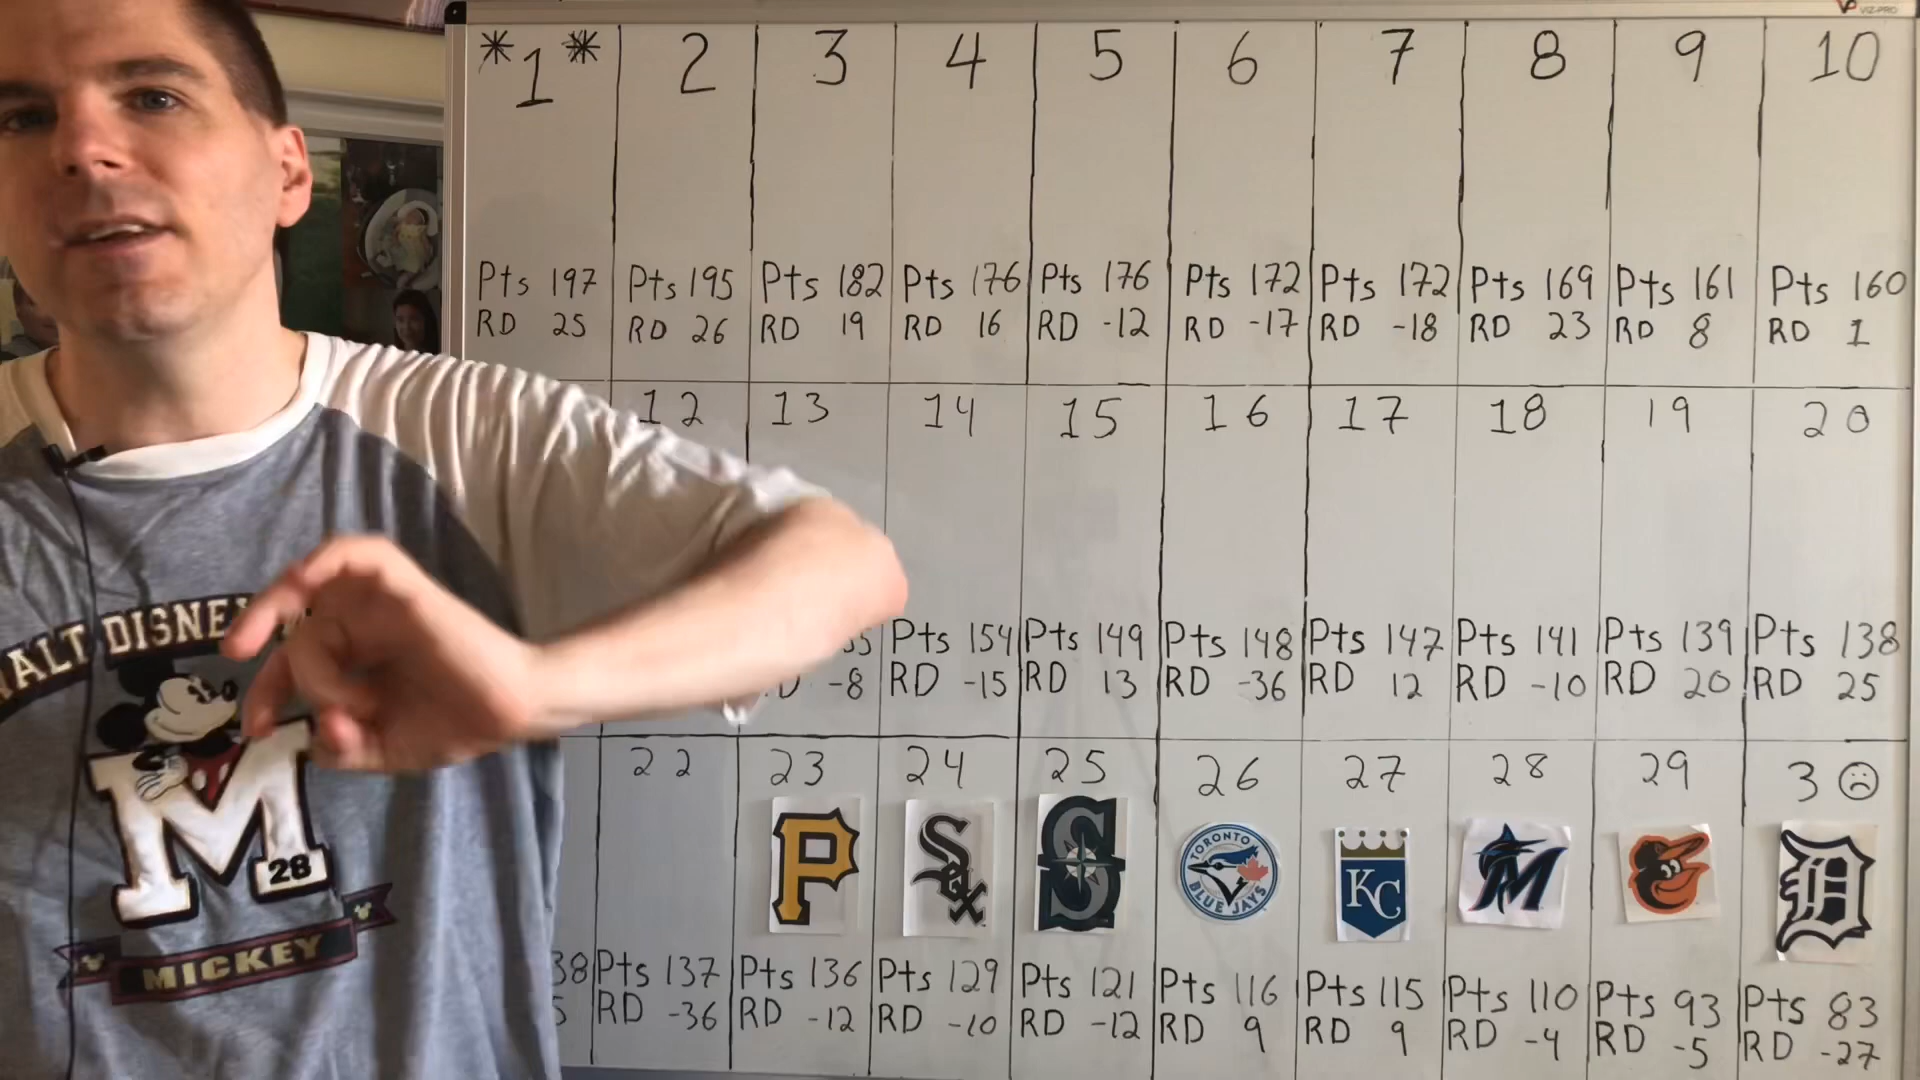 VIZ-PRO
*1* 2 3 4 5 6 7 8 9 10
Pts 197 Pts 195 Pts 182 Pts 176 Pts 176 Pts 172 Pts 172 Pts 169 Pts 161 Pts 160
RD 25 RD 26 RD 19 RD 16 RD -12 RD -17 RD -18 RD 23 RD 8 RD 1
12 13 14 15 16 17 18 19 20
Pts 154 Pts 149 Pts 148 Pts 147 Pts 141 Pts 139 Pts 138
-8 RD -15 RD 13 RD -36 RD 12 RD -10 RD 20 RD 25
22 23 24 25 26 27 28 29 30
P Sox S TORONTO BLUE JAYS KC M D
38 Pts 137 Pts 136 Pts 129 Pts 121 Pts 116 Pts 115 Pts 110 Pts 93 Pts 83
5 RD -36 RD -12 RD -10 RD -12 RD 9 RD 9 RD -4 RD -5 RD -27
WALT DISNEY
M
28
MICKEY